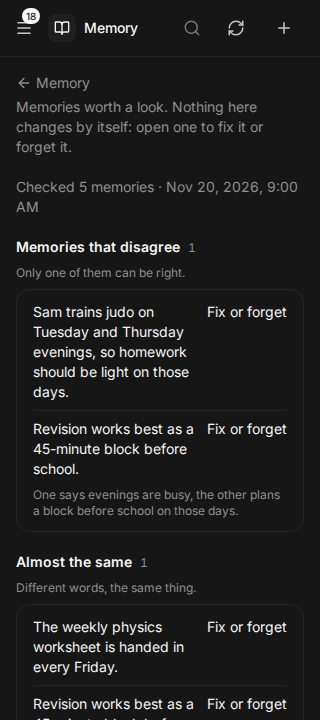 18
Memory
Memory
Memories worth a look. Nothing here
changes by itself: open one to fix it or
forget it.
Checked 5 memories · Nov 20, 2026, 9:00
AM
Memories that disagree 1
Only one of them can be right.
Sam trains judo on
Tuesday and Thursday
evenings, so homework
should be light on those
days.
Fix or forget
Revision works best as a
45-minute block before
school.
Fix or forget
One says evenings are busy, the other plans
a block before school on those days.
Almost the same 1
Different words, the same thing.
The weekly physics
worksheet is handed in
every Friday.
Fix or forget
Revision works best as a
Fix or forget